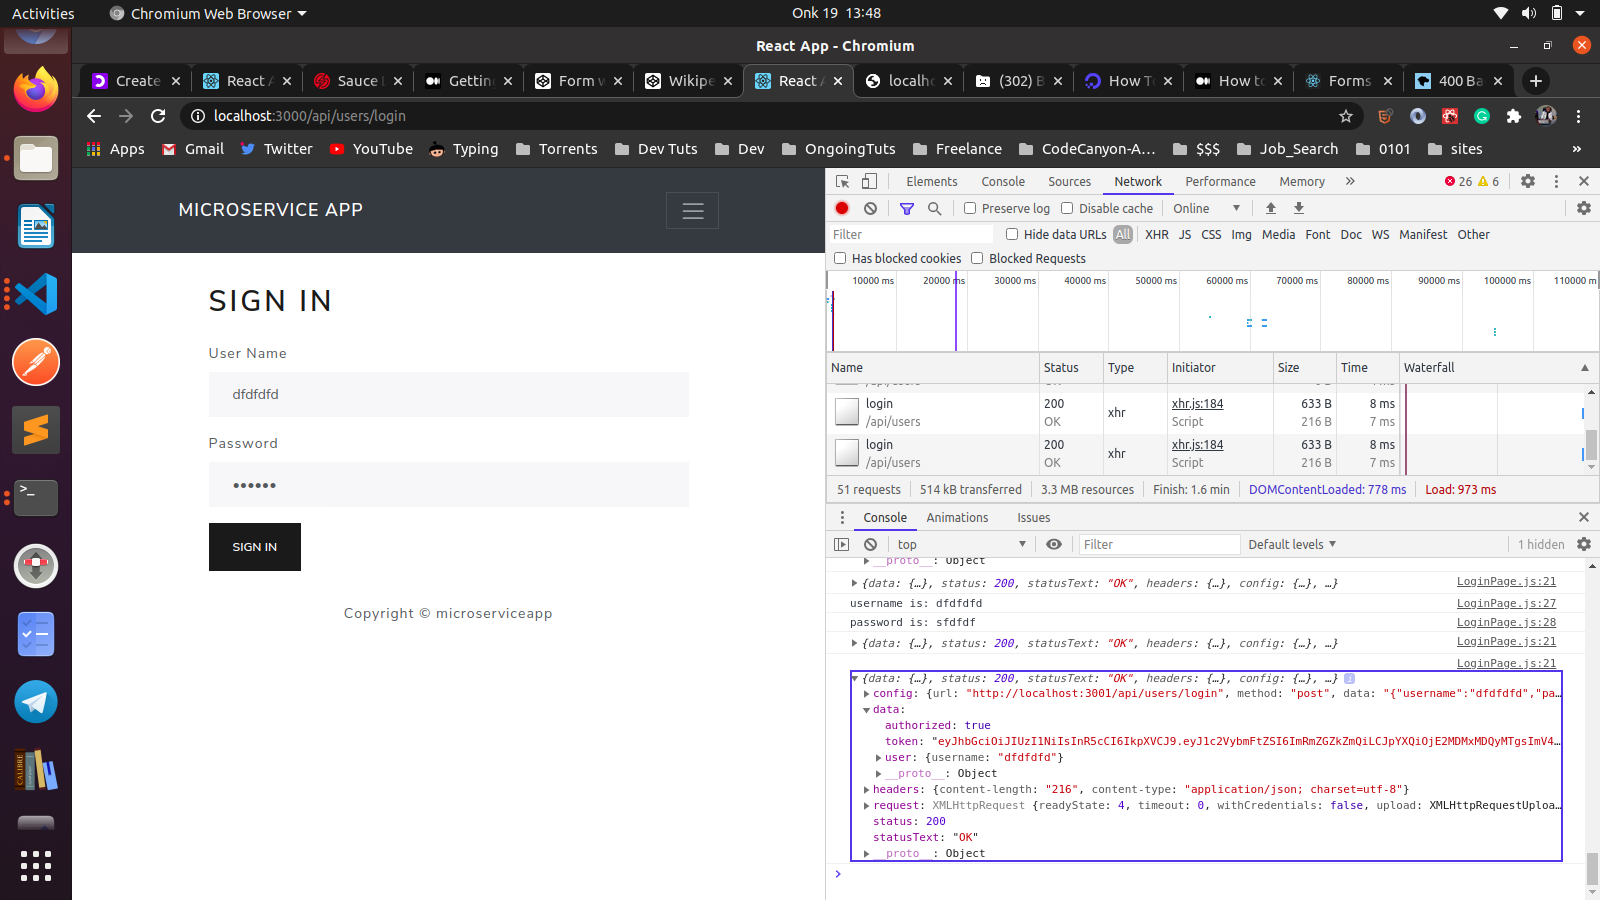 Activities
Chromium Web Browser
Onk 19 13:48
React App - Chromium
Create
React A
Sauce L
Getting
Form w
Wikipe
React A
localho
(302) B
How To
How to
Forms
400 Ba
localhost:3000/api/users/login
Apps
Gmail
Twitter
YouTube
Typing
Torrents
Dev Tuts
Dev
OngoingTuts
Freelance
CodeCanyon-A...
$$$
Job_Search
0101
sites
»
MICROSERVICE APP
SIGN IN
User Name
dfdfdfd
Password
••••••
SIGN IN
Copyright © microserviceapp
Elements Console Sources Network Performance Memory » 26 6
Preserve log Disable cache Online
Filter Hide data URLs All XHR JS CSS Img Media Font Doc WS Manifest Other
Has blocked cookies Blocked Requests
10000 ms 20000 ms 30000 ms 40000 ms 50000 ms 60000 ms 70000 ms 80000 ms 90000 ms 100000 ms 110000 m
Name Status Type Initiator Size Time Waterfall
login 200 xhr xhr.js:184 633 B 8 ms
/api/users OK Script 216 B 7 ms
login 200 xhr xhr.js:184 633 B 8 ms
/api/users OK Script 216 B 7 ms
51 requests 514 kB transferred 3.3 MB resources Finish: 1.6 min DOMContentLoaded: 778 ms Load: 973 ms
Console Animations Issues
top Filter Default levels 1 hidden
__proto__: Object
{data: {…}, status: 200, statusText: "OK", headers: {…}, config: {…}, …} LoginPage.js:21
username is: dfdfdfd LoginPage.js:27
password is: sfdfdf LoginPage.js:28
{data: {…}, status: 200, statusText: "OK", headers: {…}, config: {…}, …} LoginPage.js:21
LoginPage.js:21
{data: {…}, status: 200, statusText: "OK", headers: {…}, config: {…}, …} i
config: {url: "http://localhost:3001/api/users/login", method: "post", data: "{"username":"dfdfdfd","pa…
data:
authorized: true
token: "eyJhbGciOiJIUzI1NiIsInR5cCI6IkpXVCJ9.eyJ1c2VybmFtZSI6ImRmZGZkZmQiLCJpYXQiOjE2MDMxMDQyMTgsImV4…
user: {username: "dfdfdfd"}
__proto__: Object
headers: {content-length: "216", content-type: "application/json; charset=utf-8"}
request: XMLHttpRequest {readyState: 4, timeout: 0, withCredentials: false, upload: XMLHttpRequestUploa…
status: 200
statusText: "OK"
__proto__: Object
>
CALIBRE